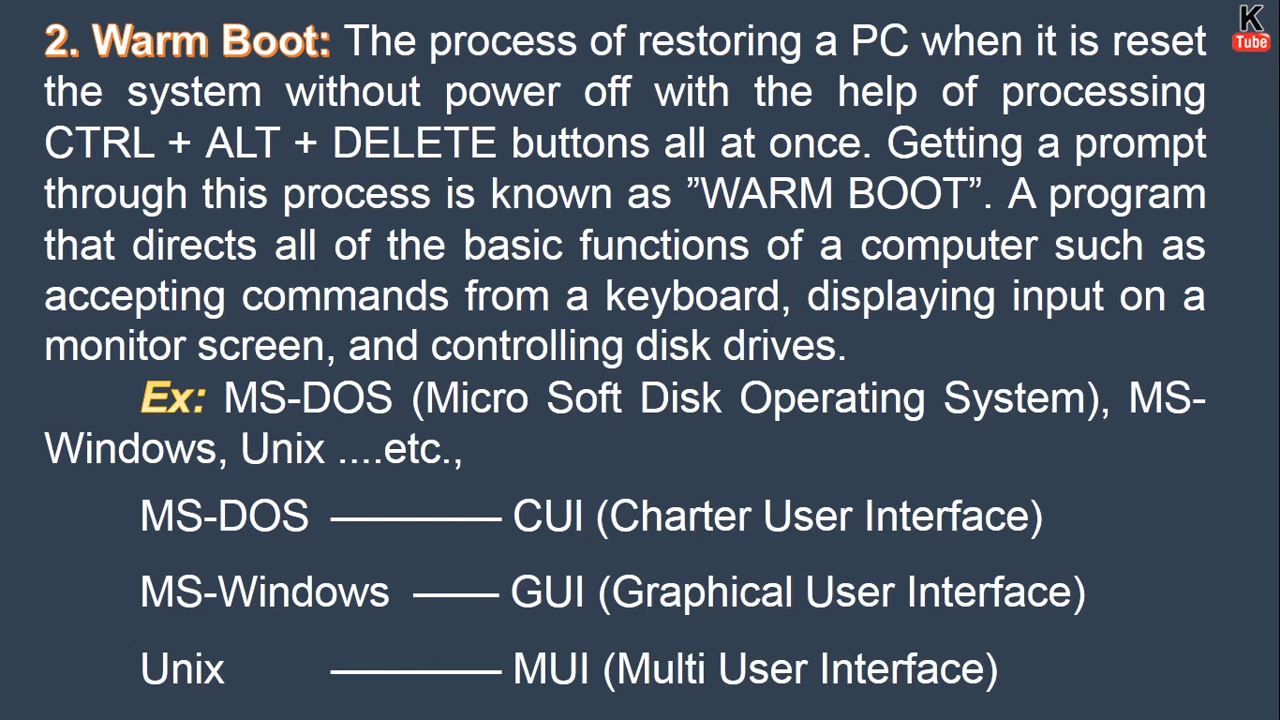 K
Tube
2. Warm Boot: The process of restoring a PC when it is reset
the system without power off with the help of processing
CTRL + ALT + DELETE buttons all at once. Getting a prompt
through this process is known as ”WARM BOOT”. A program
that directs all of the basic functions of a computer such as
accepting commands from a keyboard, displaying input on a
monitor screen, and controlling disk drives.
Ex: MS-DOS (Micro Soft Disk Operating System), MS-
Windows, Unix ....etc.,
MS-DOS ———— CUI (Charter User Interface)
MS-Windows —— GUI (Graphical User Interface)
Unix ———— MUI (Multi User Interface)